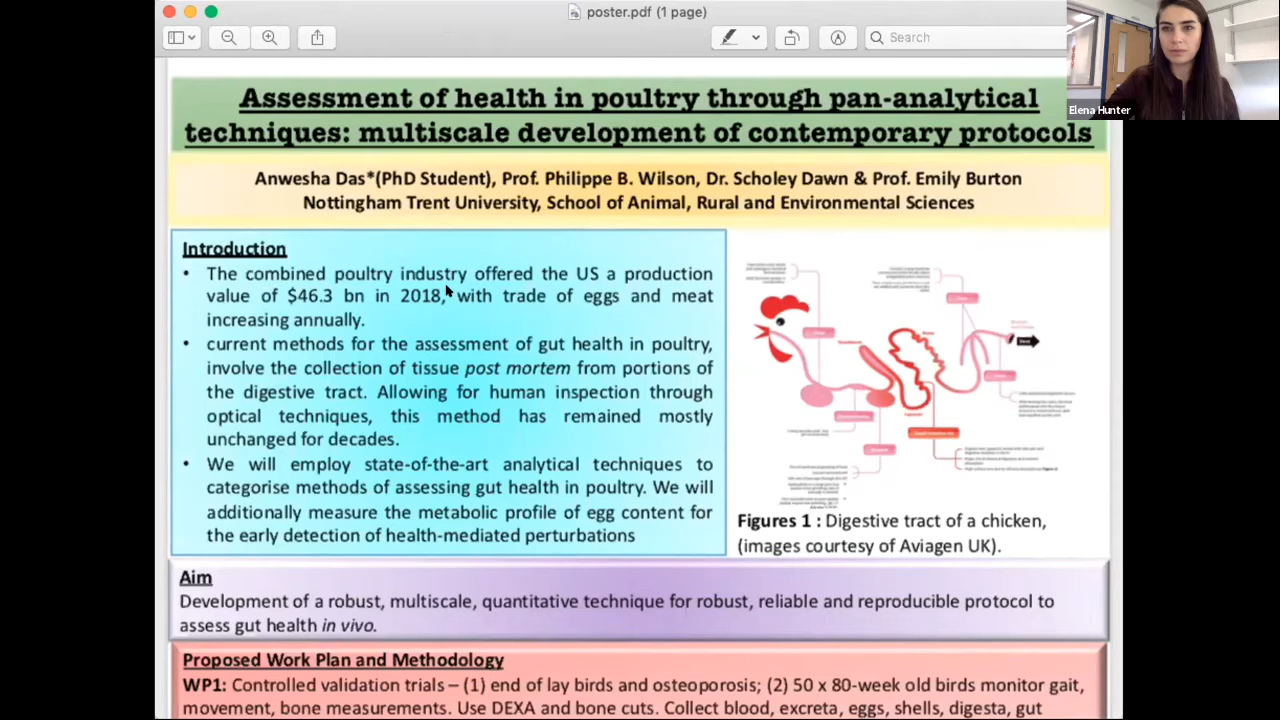 poster.pdf (1 page)
Search
Elena Hunter
Assessment of health in poultry through pan-analytical
techniques: multiscale development of contemporary protocols
Anwesha Das*(PhD Student), Prof. Philippe B. Wilson, Dr. Scholey Dawn & Prof. Emily Burton
Nottingham Trent University, School of Animal, Rural and Environmental Sciences
Introduction
• The combined poultry industry offered the US a production
value of $46.3 bn in 2018, with trade of eggs and meat
increasing annually.
• current methods for the assessment of gut health in poultry,
involve the collection of tissue post mortem from portions of
the digestive tract. Allowing for human inspection through
optical techniques, this method has remained mostly
unchanged for decades.
• We will employ state-of-the-art analytical techniques to
categorise methods of assessing gut health in poultry. We will
additionally measure the metabolic profile of egg content for
the early detection of health-mediated perturbations
Figures 1 : Digestive tract of a chicken,
(images courtesy of Aviagen UK).
Aim
Development of a robust, multiscale, quantitative technique for robust, reliable and reproducible protocol to
assess gut health in vivo.
Proposed Work Plan and Methodology
WP1: Controlled validation trials – (1) end of lay birds and osteoporosis; (2) 50 x 80-week old birds monitor gait,
movement, bone measurements. Use DEXA and bone cuts. Collect blood, excreta, eggs, shells, digesta, gut